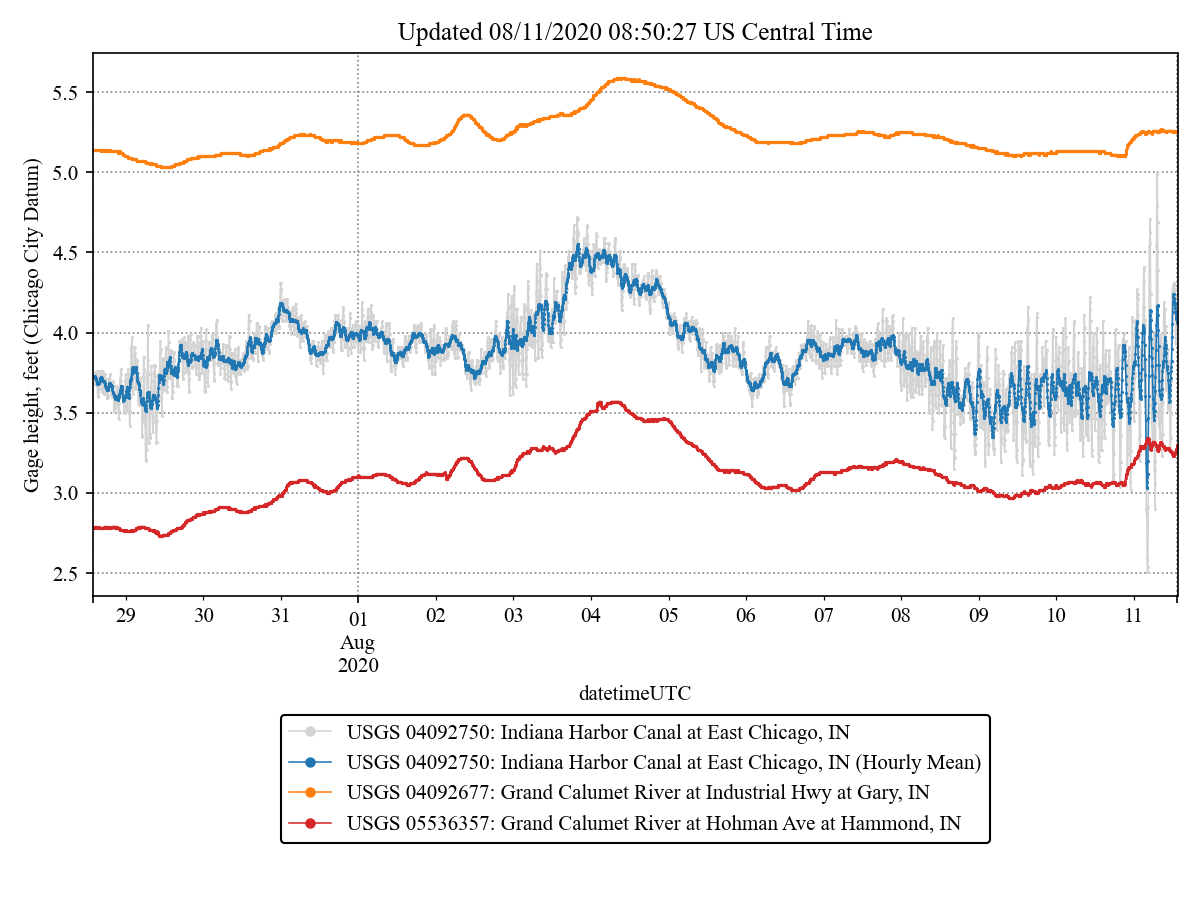 Updated 08/11/2020 08:50:27 US Central Time
Gage height, feet (Chicago City Datum)
5.5
5.0
4.5
4.0
3.5
3.0
2.5
29
30
31
01
Aug
2020
02
03
04
05
06
07
08
09
10
11
datetimeUTC
USGS 04092750: Indiana Harbor Canal at East Chicago, IN
USGS 04092750: Indiana Harbor Canal at East Chicago, IN (Hourly Mean)
USGS 04092677: Grand Calumet River at Industrial Hwy at Gary, IN
USGS 05536357: Grand Calumet River at Hohman Ave at Hammond, IN